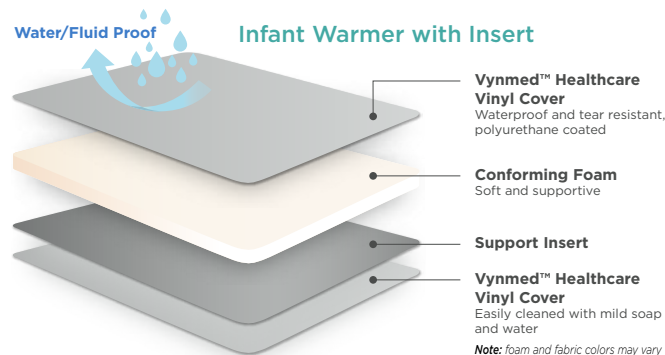 Water/Fluid Proof
Infant Warmer with Insert
Vynmed™ Healthcare
Vinyl Cover
Waterproof and tear resistant,
polyurethane coated
Conforming Foam
Soft and supportive
Support Insert
Vynmed™ Healthcare
Vinyl Cover
Easily cleaned with mild soap
and water
Note: foam and fabric colors may vary